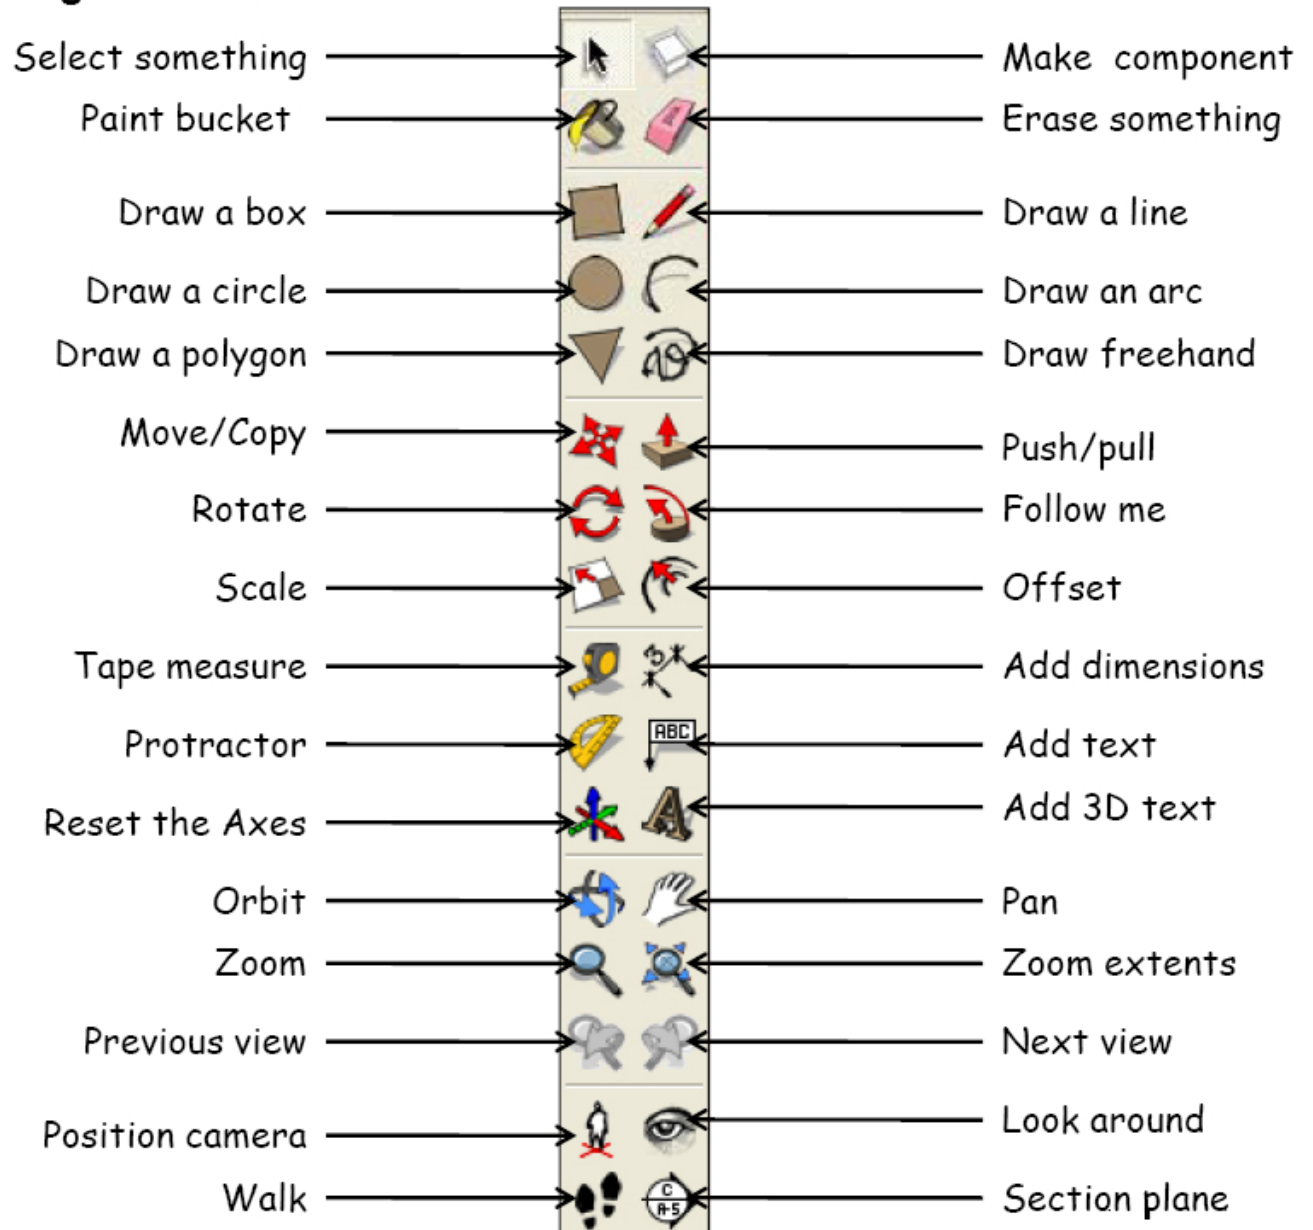 Select something
Make component
Paint bucket
Erase something
Draw a box
Draw a line
Draw a circle
Draw an arc
Draw a polygon
Draw freehand
Move/Copy
Push/pull
Rotate
Follow me
Scale
Offset
Tape measure
3
Add dimensions
Protractor
ABC
Add text
Reset the Axes
A
Add 3D text
Orbit
Pan
Zoom
Zoom extents
Previous view
Next view
Position camera
Look around
Walk
C
A-5
Section plane